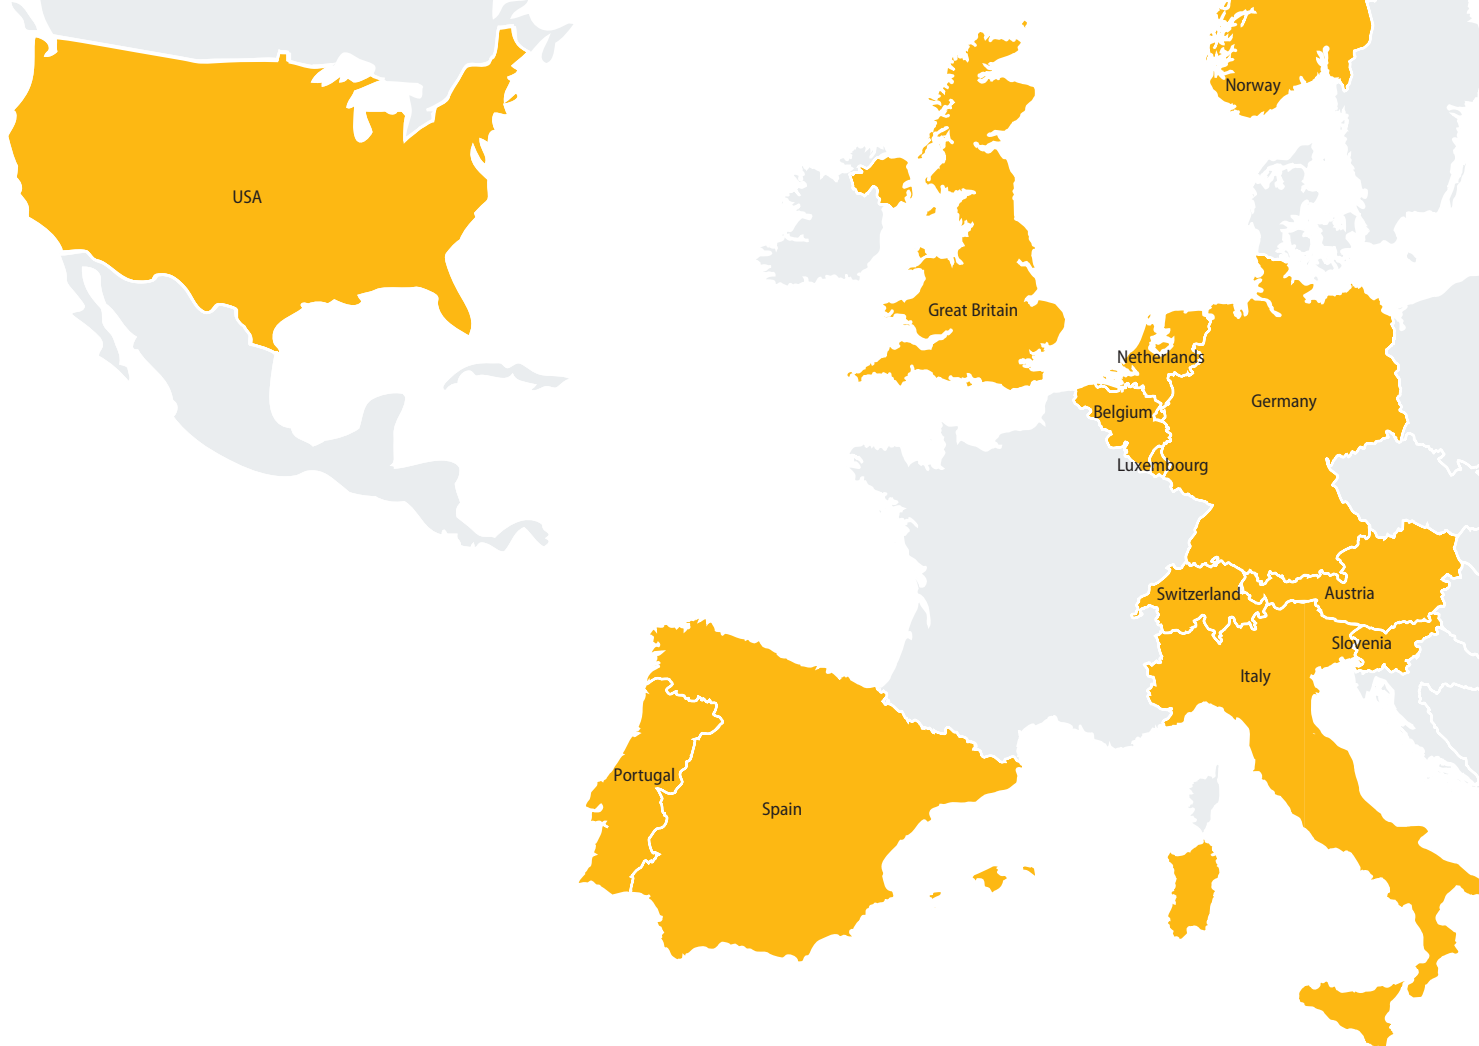 Norway
USA
Great Britain
Netherlands
Germany
Belgium
Luxembourg
Switzerland
Austria
Slovenia
Italy
Portugal
Spain